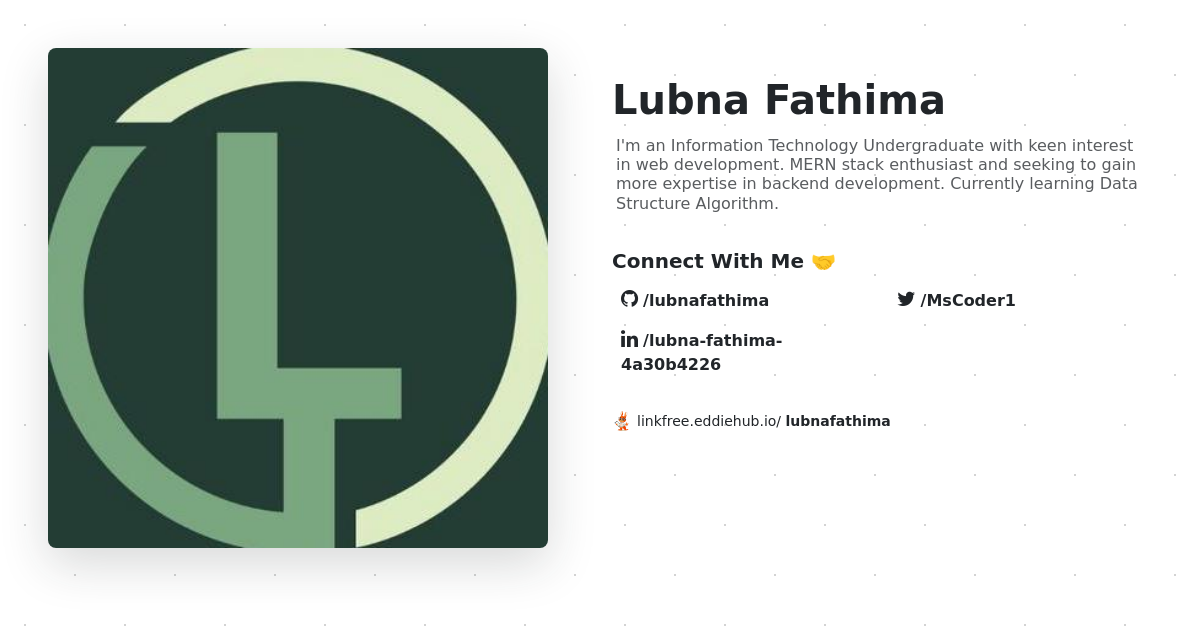 L
Lubna Fathima
I'm an Information Technology Undergraduate with keen interest
in web development. MERN stack enthusiast and seeking to gain
more expertise in backend development. Currently learning Data
Structure Algorithm.
Connect With Me 🤝
/lubnafathima
/MsCoder1
in /lubna-fathima-
4a30b4226
linkfree.eddiehub.io/ lubnafathima